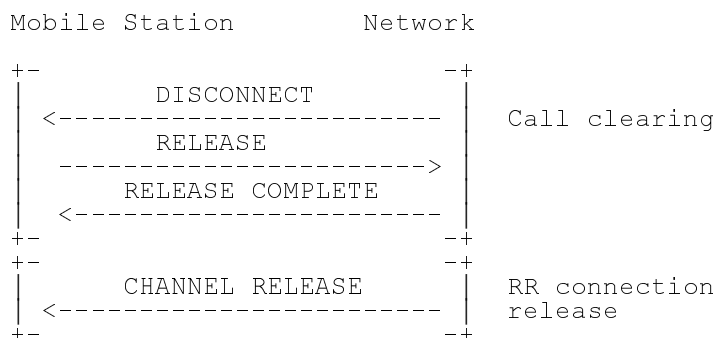 Mobile Station Network
DISCONNECT
Call clearing
RELEASE
RELEASE COMPLETE
CHANNEL RELEASE RR connection
release